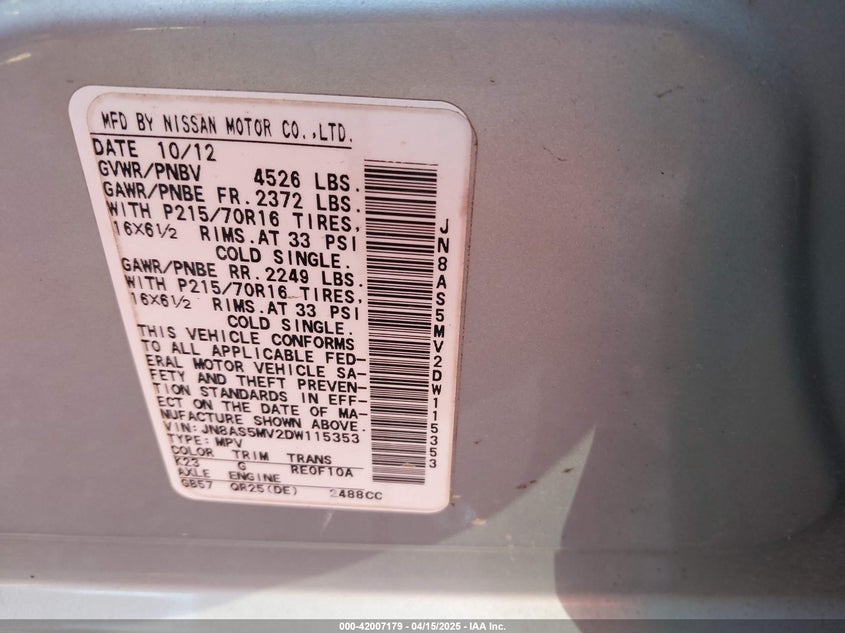 MFD BY NISSAN MOTOR CO.,LTD.
DATE 10/12
GVWR/PNBV 4526 LBS.
GAWR/PNBE FR.2372 LBS.
WITH P215/70R16 TIRES,
16X6½ RIMS.AT 33 PSI
COLD SINGLE.
GAWR/PNBE RR.2249 LBS.
WITH P215/70R16 TIRES,
16X6½ RIMS.AT 33 PSI
COLD SINGLE.
THIS VEHICLE CONFORMS
TO ALL APPLICABLE FED-
ERAL MOTOR VEHICLE SA-
FETY AND THEFT PREVEN-
TION STANDARDS IN EFF-
ECT ON THE DATE OF MA-
NUFACTURE SHOWN ABOVE.
VIN:JN8AS5MV2DW115353
TYPE:MPV
COLOR TRIM TRANS
K23 G RE0F10A
AXLE ENGINE
GB57 QR25(DE) 2488CC
JN8AS5MV2DW115353
000-42007179 - 04/15/2025 - IAA Inc.